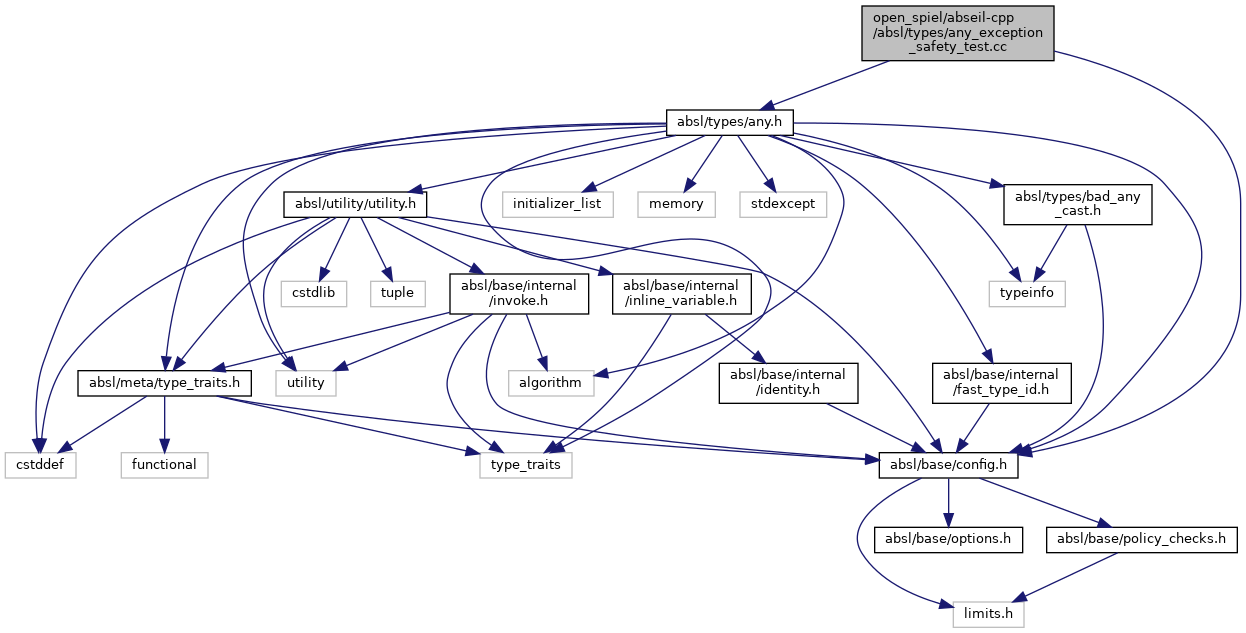 open_spiel/abseil-cpp
/absl/types/any_exception
_safety_test.cc
absl/types/any.h
absl/utility/utility.h
initializer_list
memory
stdexcept
absl/types/bad_any
_cast.h
cstdlib
tuple
absl/base/internal
/invoke.h
absl/base/internal
/inline_variable.h
typeinfo
absl/meta/type_traits.h
utility
algorithm
absl/base/internal
/identity.h
absl/base/internal
/fast_type_id.h
cstddef
functional
type_traits
absl/base/config.h
absl/base/options.h
absl/base/policy_checks.h
limits.h